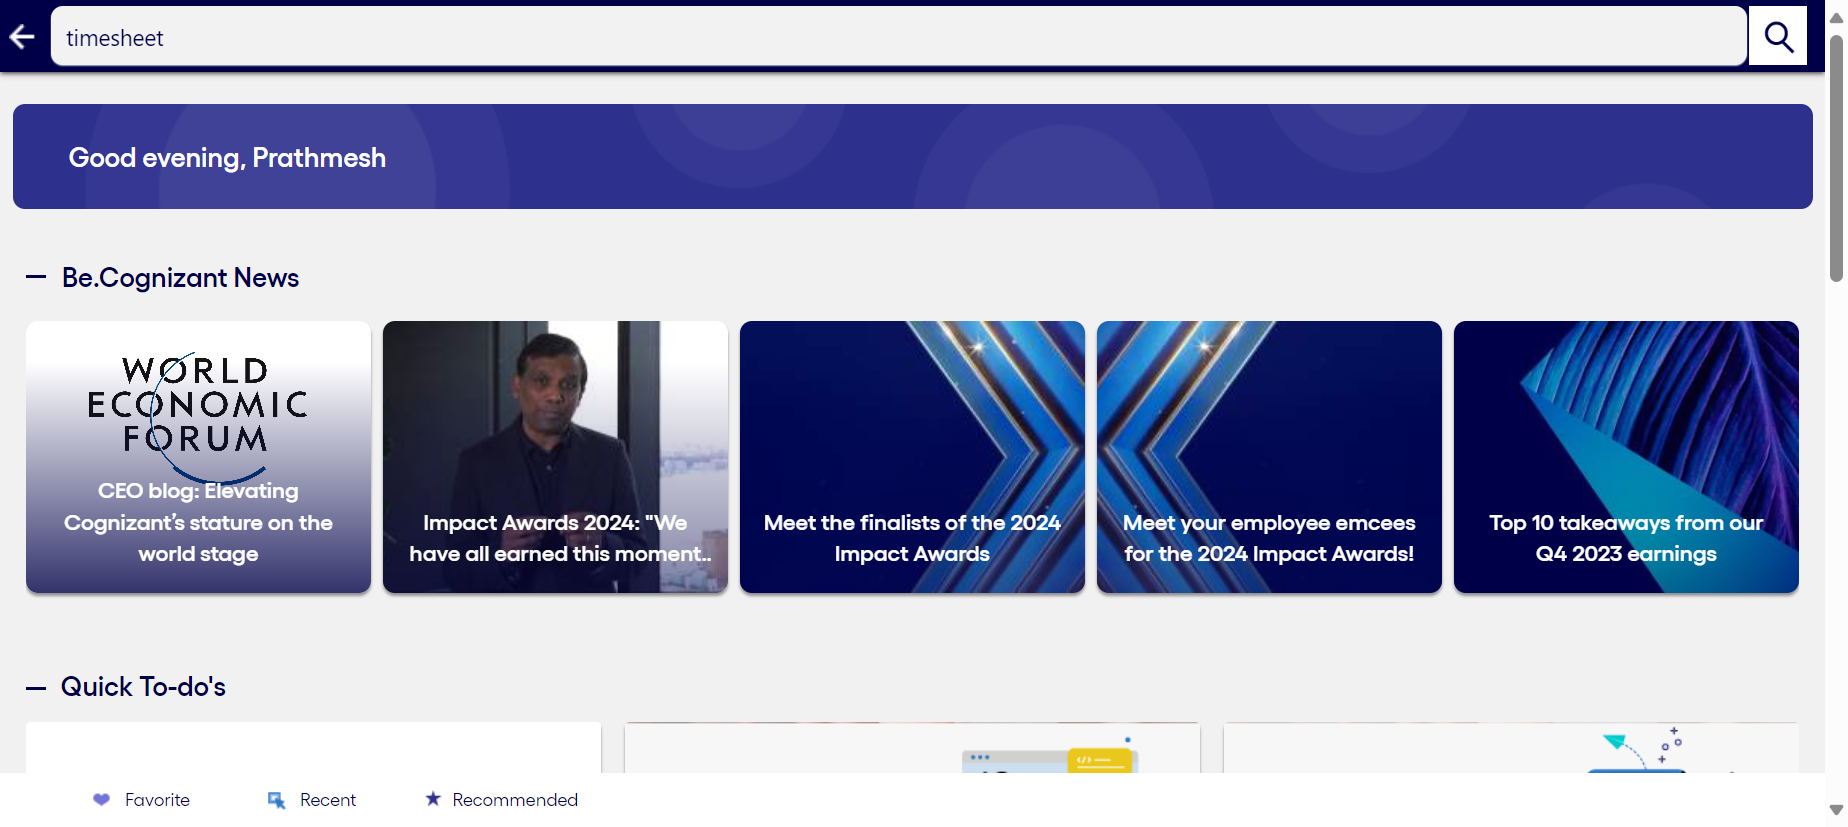 timesheet
Good evening, Prathmesh
Be.Cognizant News
WORLD
ECONOMIC
FORUM
CEO blog: Elevating
Cognizant’s stature on the
world stage
Impact Awards 2024: "We
have all earned this moment..
Meet the finalists of the 2024
Impact Awards
Meet your employee emcees
for the 2024 Impact Awards!
Top 10 takeaways from our
Q4 2023 earnings
Quick To-do's
</>
Favorite
Recent
Recommended